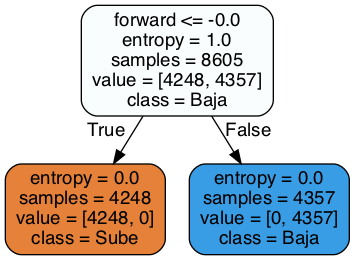 forward <= -0.0
entropy = 1.0
samples = 8605
value = [4248, 4357]
class = Baja
True
False
entropy = 0.0
samples = 4248
value = [4248, 0]
class = Sube
entropy = 0.0
samples = 4357
value = [0, 4357]
class = Baja